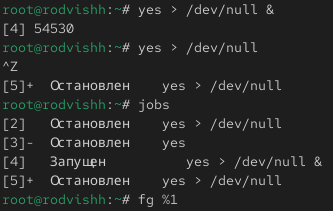 root@rodvishh:~# yes > /dev/null &
[4] 54530
root@rodvishh:~# yes > /dev/null
^Z
[5]+  Остановлен    yes > /dev/null
root@rodvishh:~# jobs
[2]   Остановлен    yes > /dev/null
[3]-  Остановлен    yes
[4]   Запущен       yes > /dev/null &
[5]+  Остановлен    yes > /dev/null
root@rodvishh:~# fg %1